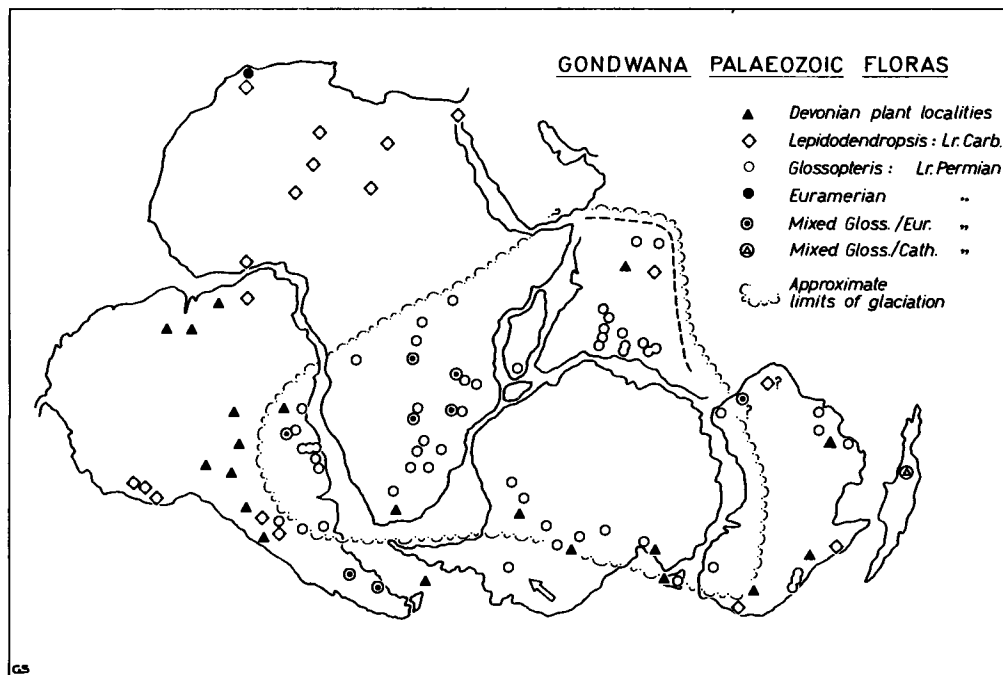 GONDWANA PALAEOZOIC FLORAS
Devonian plant localities
Lepidodendropsis : Lr. Carb.
Glossopteris : Lr. Permian
Euramerian "
Mixed Gloss./Eur. "
Mixed Gloss./Cath. "
Approximate
limits of glaciation
?
GS